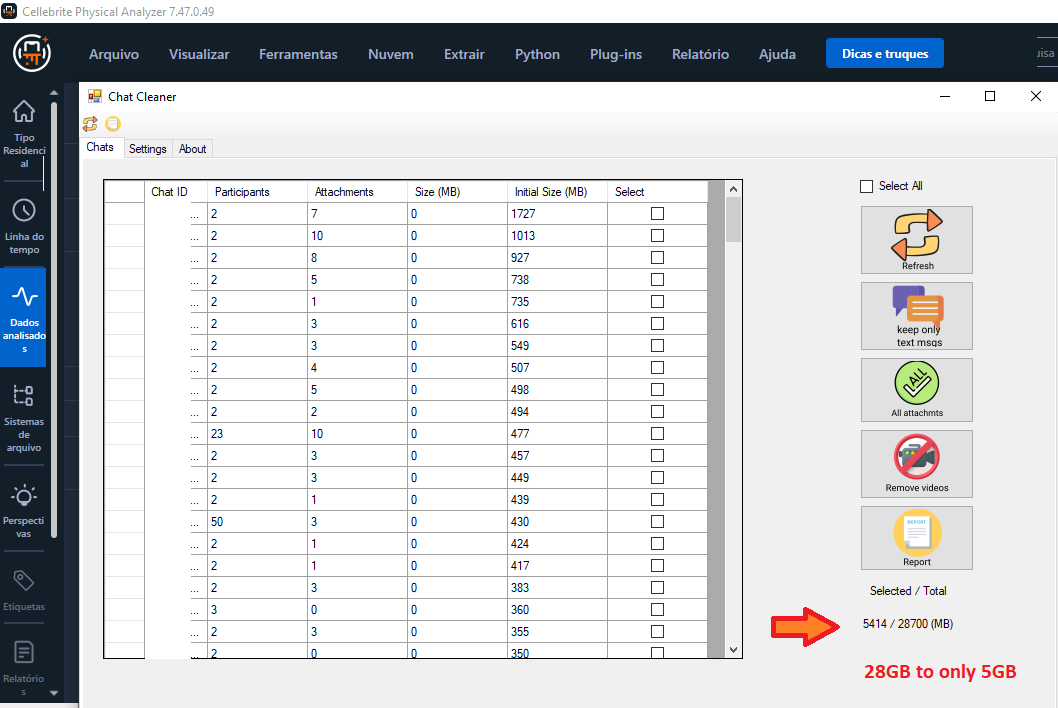 Cellebrite Physical Analyzer 7.47.0.49
Arquivo Visualizar Ferramentas Nuvem Extrair Python Plug-ins Relatório Ajuda Dicas e truques uisa
Tipo
Residenci
al
Linha do
tempo
Dados
analisado
s
Sistemas
de
arquivo
Perspecti
vas
Etiquetas
Relatório
s
Chat Cleaner
Chats Settings About
Chat ID Participants Attachments Size (MB) Initial Size (MB) Select
... 2 7 0 1727
... 2 10 0 1013
... 2 8 0 927
... 2 5 0 738
... 2 1 0 735
... 2 3 0 616
... 2 3 0 549
... 2 4 0 507
... 2 5 0 498
... 2 2 0 494
... 23 10 0 477
... 2 3 0 457
... 2 3 0 449
... 2 1 0 439
... 50 3 0 430
... 2 1 0 424
... 2 1 0 417
... 2 3 0 383
... 3 0 0 360
... 2 3 0 355
... 2 0 0 350
Select All
Refresh
keep only
text msgs
ALL
All attachmts
Remove videos
REPORT
Report
Selected / Total
5414 / 28700 (MB)
28GB to only 5GB